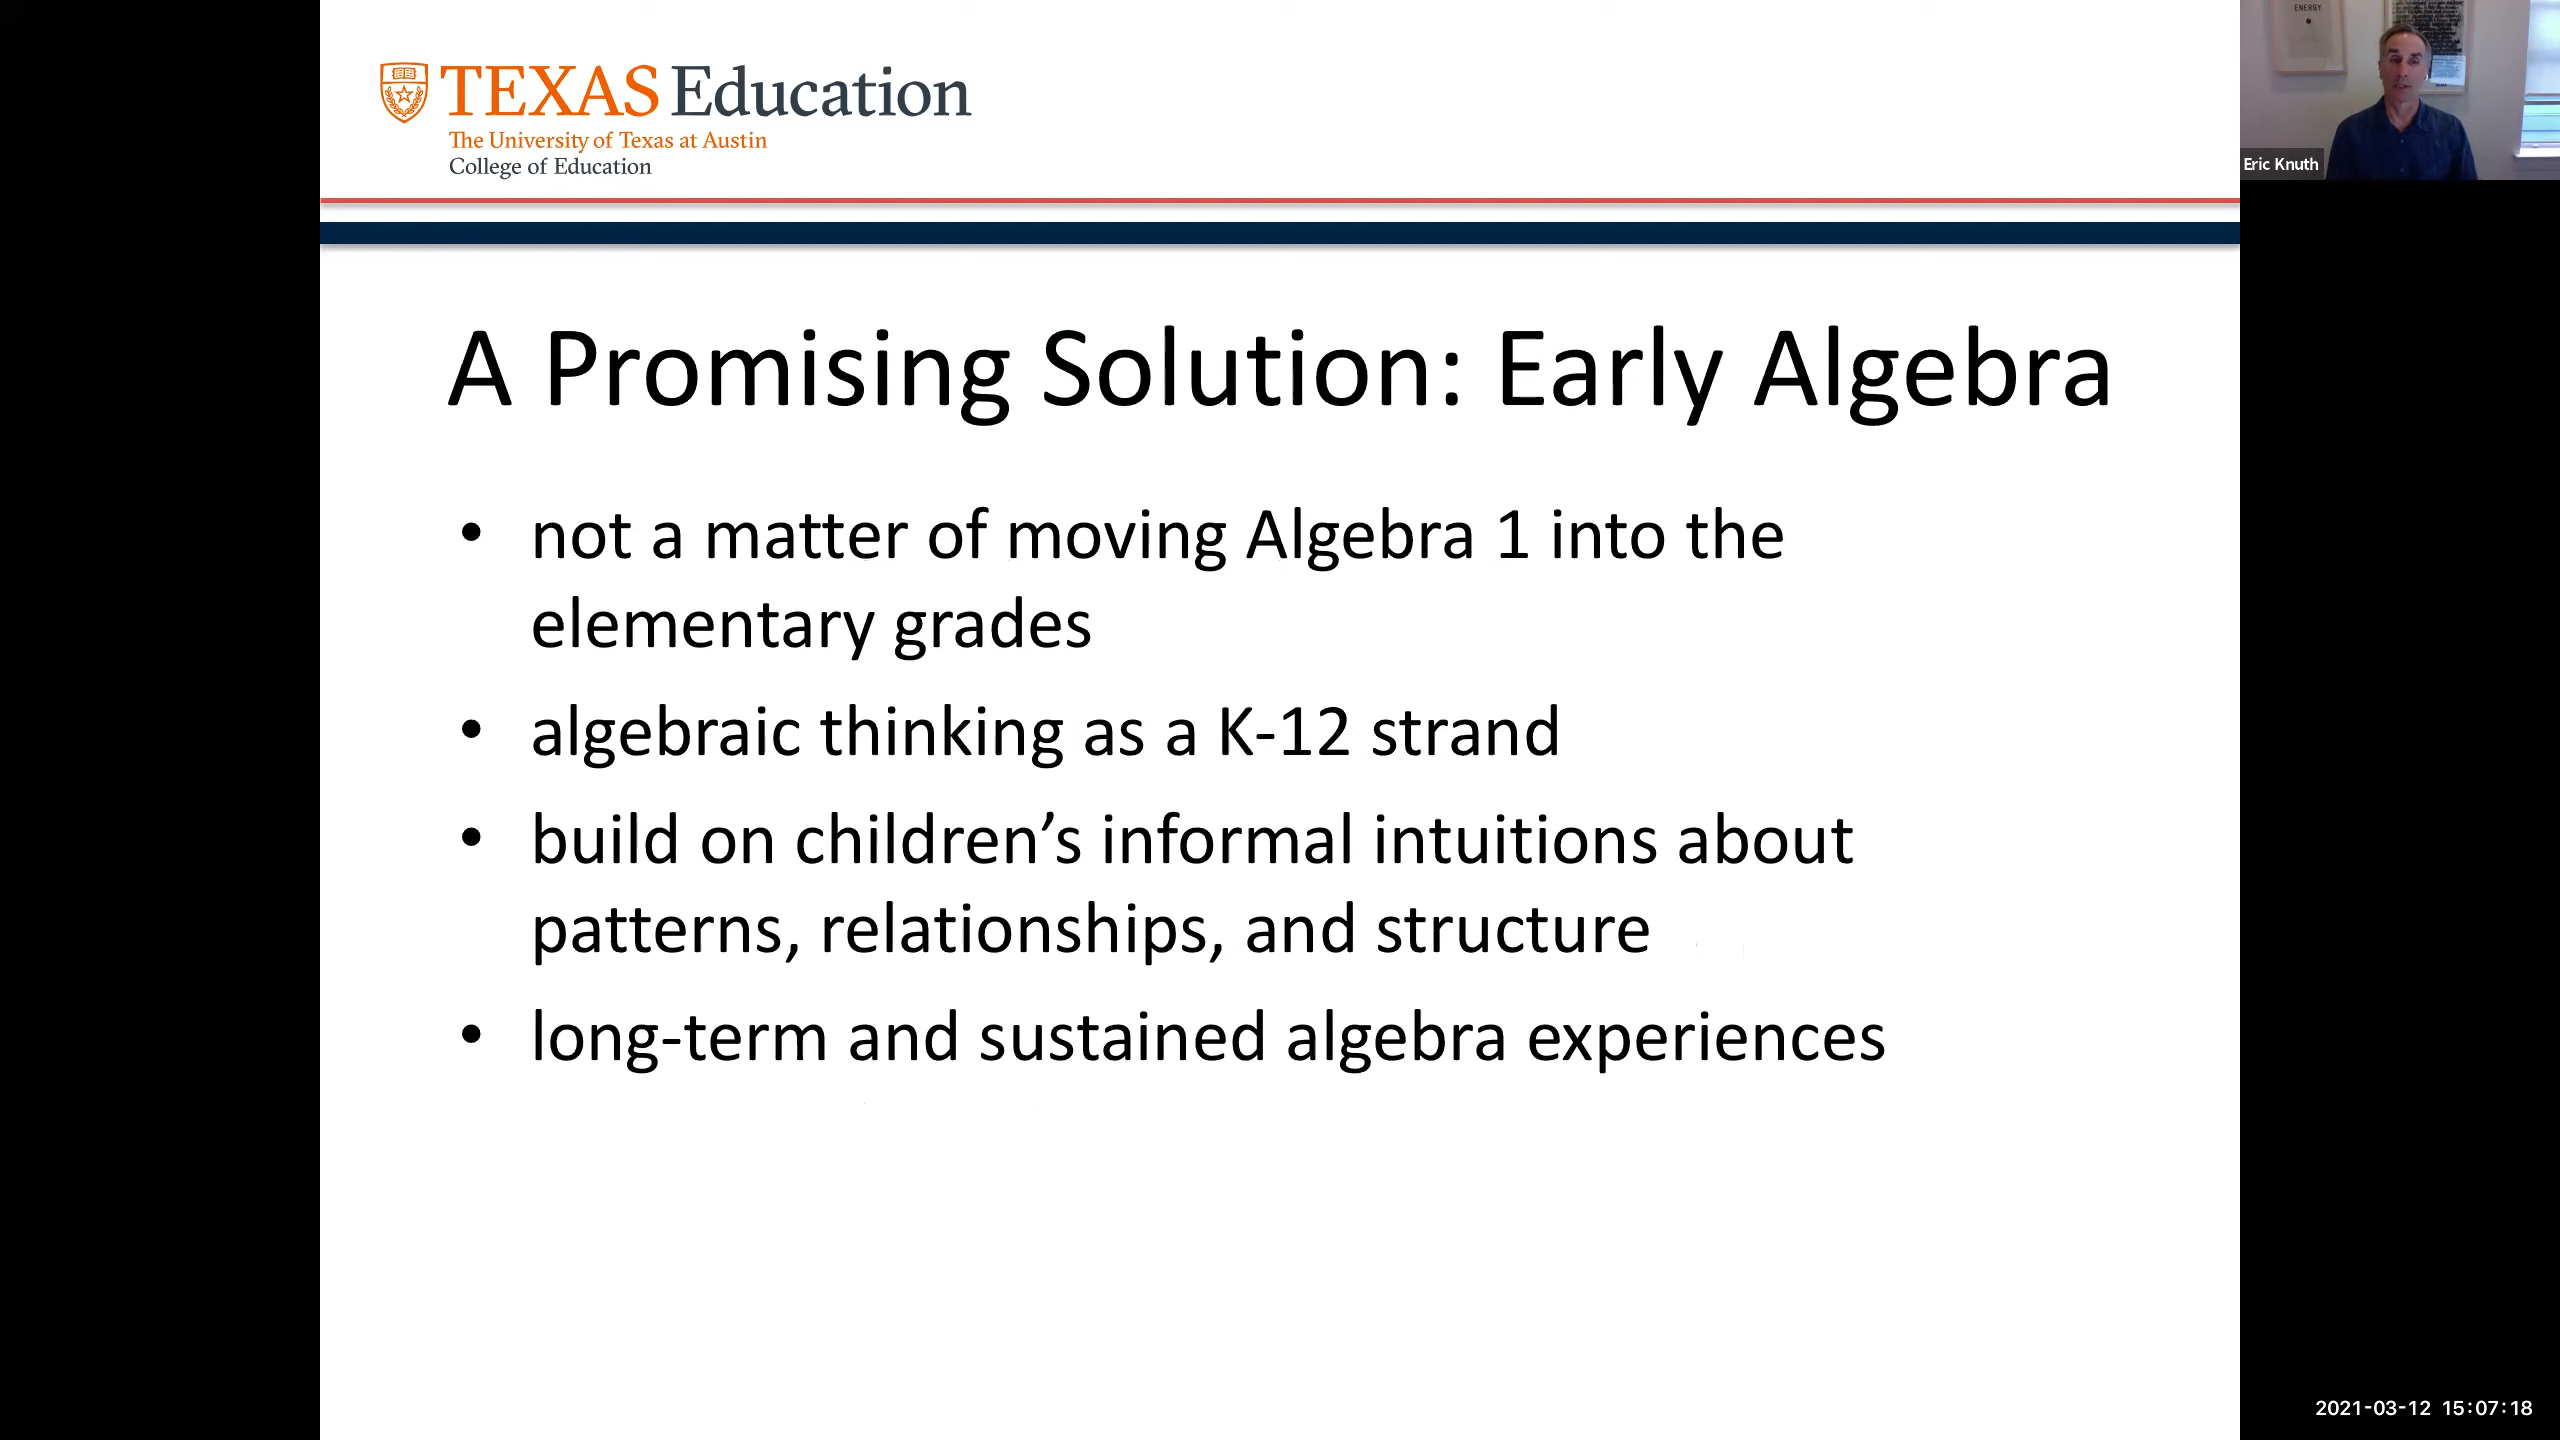 TEXAS Education
The University of Texas at Austin
College of Education
ENERGY
Eric Knuth
A Promising Solution: Early Algebra
• not a matter of moving Algebra 1 into the
elementary grades
• algebraic thinking as a K-12 strand
• build on children’s informal intuitions about
patterns, relationships, and structure
• long-term and sustained algebra experiences
2021-03-12 15:07:18